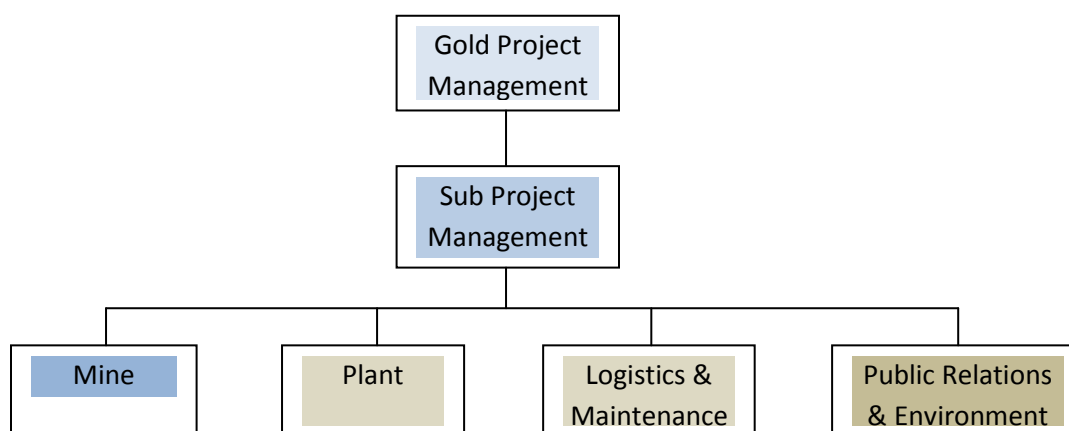 Gold Project
Management
Sub Project
Management
Mine
Plant
Logistics &
Maintenance
Public Relations
& Environment